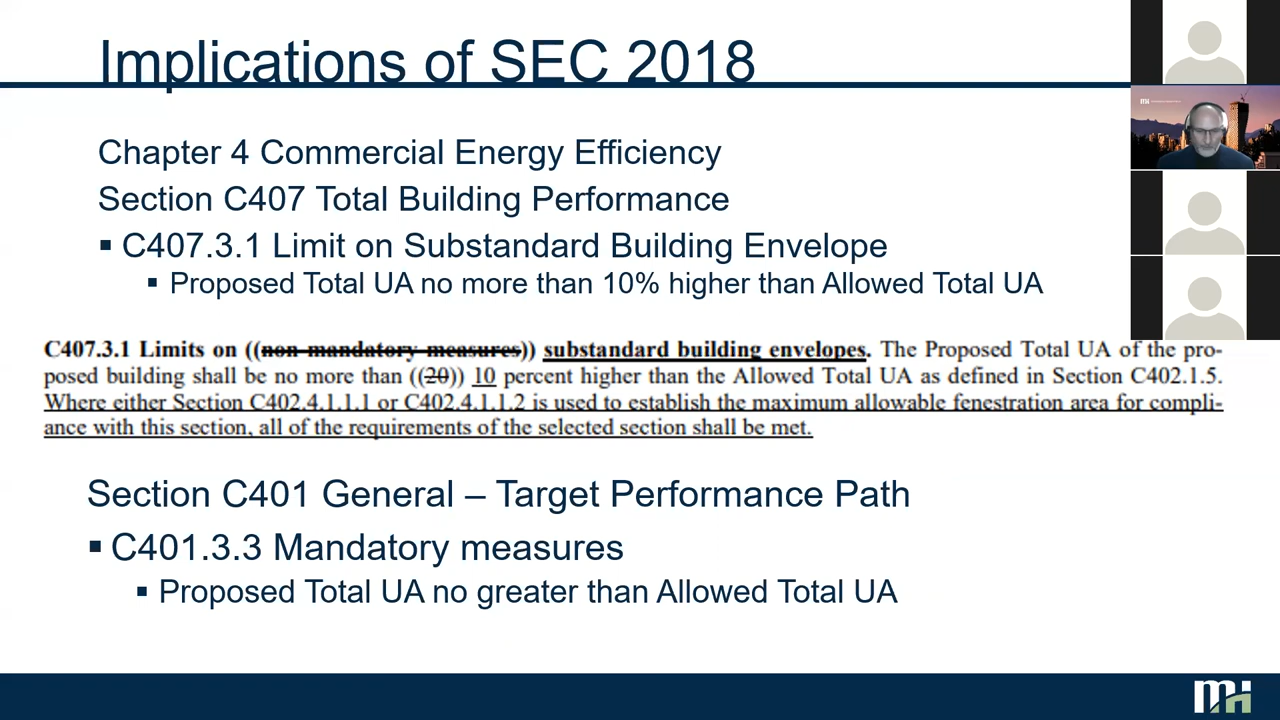 Implications of SEC 2018
Chapter 4 Commercial Energy Efficiency
Section C407 Total Building Performance
▪ C407.3.1 Limit on Substandard Building Envelope
▪ Proposed Total UA no more than 10% higher than Allowed Total UA
C407.3.1 Limits on ((non-mandatory measures)) substandard building envelopes. The Proposed Total UA of the pro-
posed building shall be no more than ((20)) 10 percent higher than the Allowed Total UA as defined in Section C402.1.5.
Where either Section C402.4.1.1.1 or C402.4.1.1.2 is used to establish the maximum allowable fenestration area for compli-
ance with this section, all of the requirements of the selected section shall be met.
Section C401 General – Target Performance Path
▪ C401.3.3 Mandatory measures
▪ Proposed Total UA no greater than Allowed Total UA
MH